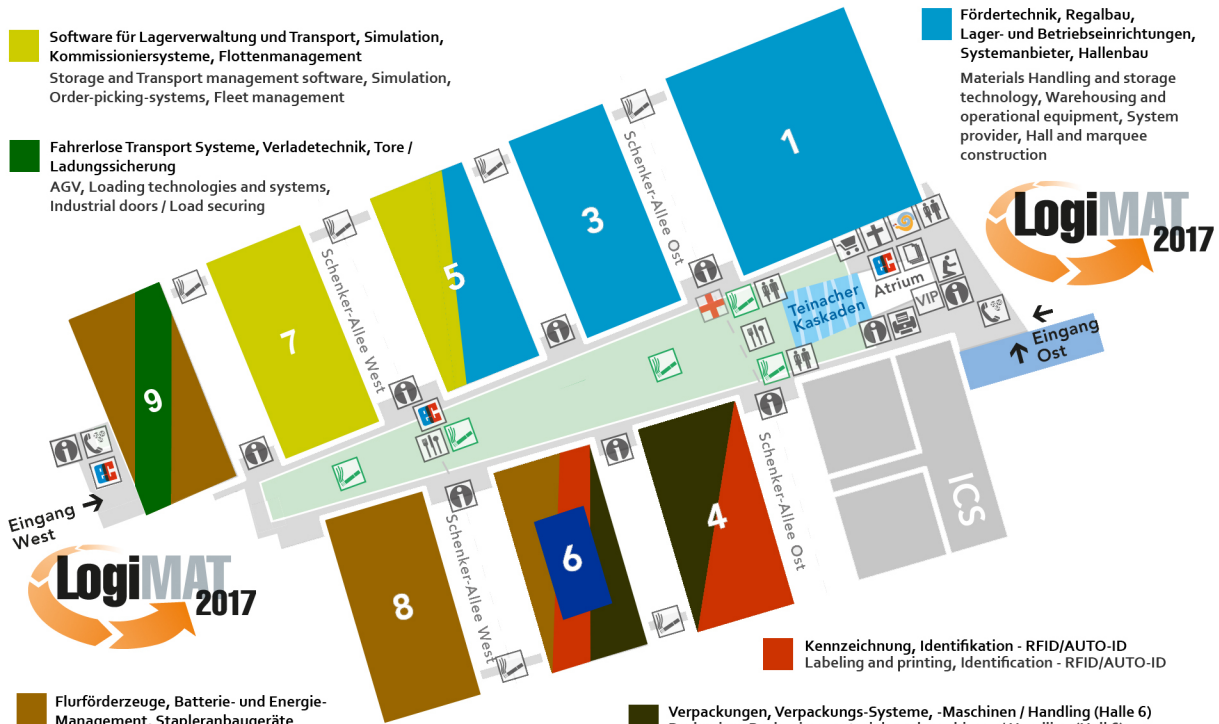 Software für Lagerverwaltung und Transport, Simulation,
Kommissioniersysteme, Flottenmanagement
Storage and Transport management software, Simulation,
Order-picking-systems, Fleet management
Fahrerlose Transport Systeme, Verladetechnik, Tore /
Ladungssicherung
AGV, Loading technologies and systems,
Industrial doors / Load securing
Fördertechnik, Regalbau,
Lager- und Betriebseinrichtungen,
Systemanbieter, Hallenbau
Materials Handling and storage
technology, Warehousing and
operational equipment, System
provider, Hall and marquee
construction
LogiMAT
2017
1
3
5
7
9
Schenker-Allee Ost
Schenker-Allee West
Teinacher
Kaskaden
Atrium
VIP
EC
Eingang
Ost
EC
EC
Eingang
West
LogiMAT
2017
8
6
4
Schenker-Allee West
Schenker-Allee Ost
ICS
Kennzeichnung, Identifikation - RFID/AUTO-ID
Labeling and printing, Identification - RFID/AUTO-ID
Flurförderzeuge, Batterie- und Energie-
Management, Stapleranbaugeräte
Verpackungen, Verpackungs-Systeme, -Maschinen / Handling (Halle 6)